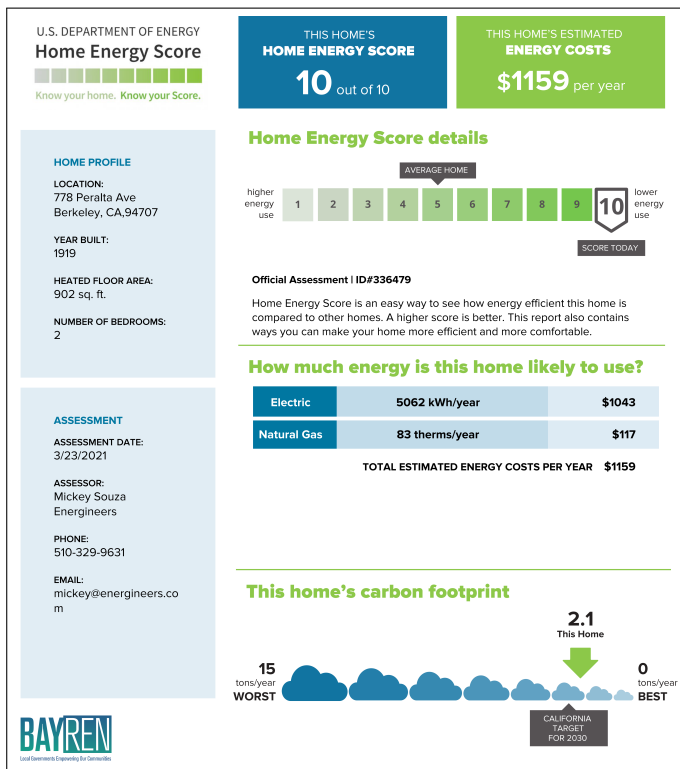 U.S. DEPARTMENT OF ENERGY
Home Energy Score
Know your home. Know your Score.
THIS HOME'S
HOME ENERGY SCORE
10 out of 10
THIS HOME'S ESTIMATED
ENERGY COSTS
$1159 per year
HOME PROFILE
LOCATION:
778 Peralta Ave
Berkeley, CA,94707
YEAR BUILT:
1919
HEATED FLOOR AREA:
902 sq. ft.
NUMBER OF BEDROOMS:
2
ASSESSMENT
ASSESSMENT DATE:
3/23/2021
ASSESSOR:
Mickey Souza
Energineers
PHONE:
510-329-9631
EMAIL:
mickey@energineers.co
m
BAYREN
Local Governments Empowering Our Communities
Home Energy Score details
AVERAGE HOME
higher
energy
use
1 2 3 4 5 6 7 8 9 10
lower
energy
use
SCORE TODAY
Official Assessment | ID#336479
Home Energy Score is an easy way to see how energy efficient this home is
compared to other homes. A higher score is better. This report also contains
ways you can make your home more efficient and more comfortable.
How much energy is this home likely to use?
Electric 5062 kWh/year $1043
Natural Gas 83 therms/year $117
TOTAL ESTIMATED ENERGY COSTS PER YEAR $1159
This home's carbon footprint
2.1
This Home
15
tons/year
WORST
0
tons/year
BEST
CALIFORNIA
TARGET
FOR 2030